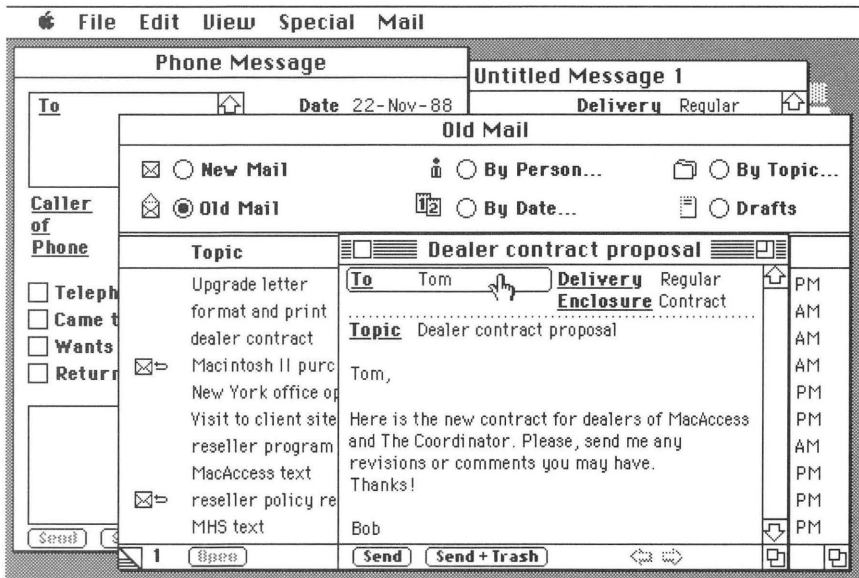 File Edit View Special Mail
Phone Message
To
Date 22-Nov-88
Caller
of
Phone
Teleph
Came t
Wants
Returr
Send
Untitled Message 1
Delivery Regular
Old Mail
New Mail
By Person...
By Topic...
Old Mail
12 By Date...
Drafts
Topic
Upgrade letter
format and print
dealer contract
Macintosh II purc
New York office op
Visit to client site
reseller program
MacAccess text
reseller policy re
MHS text
1 Open
Dealer contract proposal
To Tom
Delivery Regular
Enclosure Contract
Topic Dealer contract proposal
Tom,
Here is the new contract for dealers of MacAccess
and The Coordinator. Please, send me any
revisions or comments you may have.
Thanks!
Bob
Send Send+Trash
PM
AM
AM
AM
PM
PM
AM
PM
PM
PM